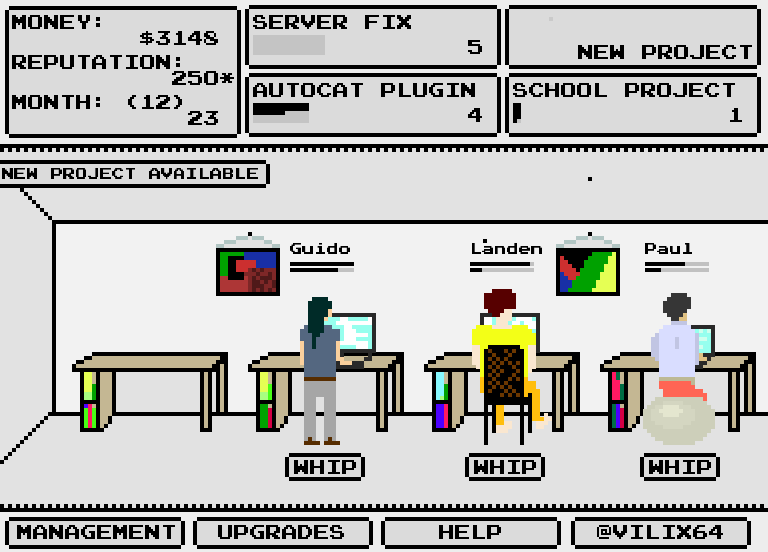 MONEY:
$3148
REPUTATION:
250*
MONTH: (12)
23
SERVER FIX
5
NEW PROJECT
AUTOCAT PLUGIN
4
SCHOOL PROJECT
1
NEW PROJECT AVAILABLE
Guido
Landen
Paul
WHIP
WHIP
WHIP
MANAGEMENT
UPGRADES
HELP
@VILIX64